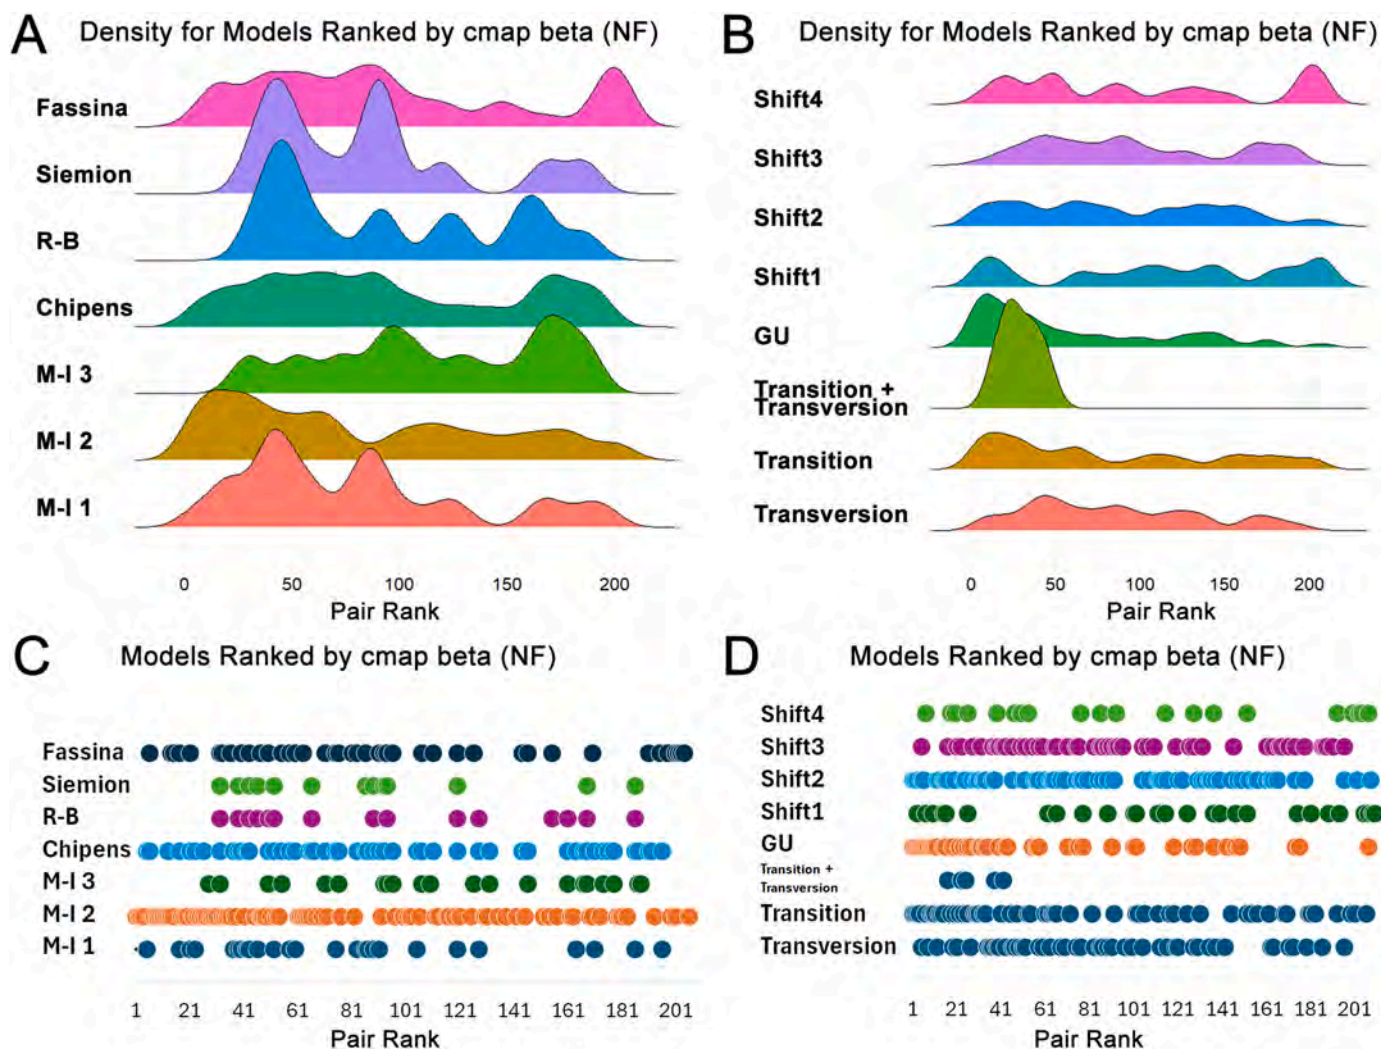 A
Density for Models Ranked by cmap beta (NF)
Fassina
Siemion
R-B
Chipens
M-I 3
M-I 2
M-I 1
0 50 100 150 200
Pair Rank
B
Density for Models Ranked by cmap beta (NF)
Shift4
Shift3
Shift2
Shift1
GU
Transition +
Transversion
Transition
Transversion
0 50 100 150 200
Pair Rank
C
Models Ranked by cmap beta (NF)
Fassina
Siemion
R-B
Chipens
M-I 3
M-I 2
M-I 1
1 21 41 61 81 101 121 141 161 181 201
Pair Rank
D
Models Ranked by cmap beta (NF)
Shift4
Shift3
Shift2
Shift1
GU
Transition +
Transversion
Transition
Transversion
1 21 41 61 81 101 121 141 161 181 201
Pair Rank